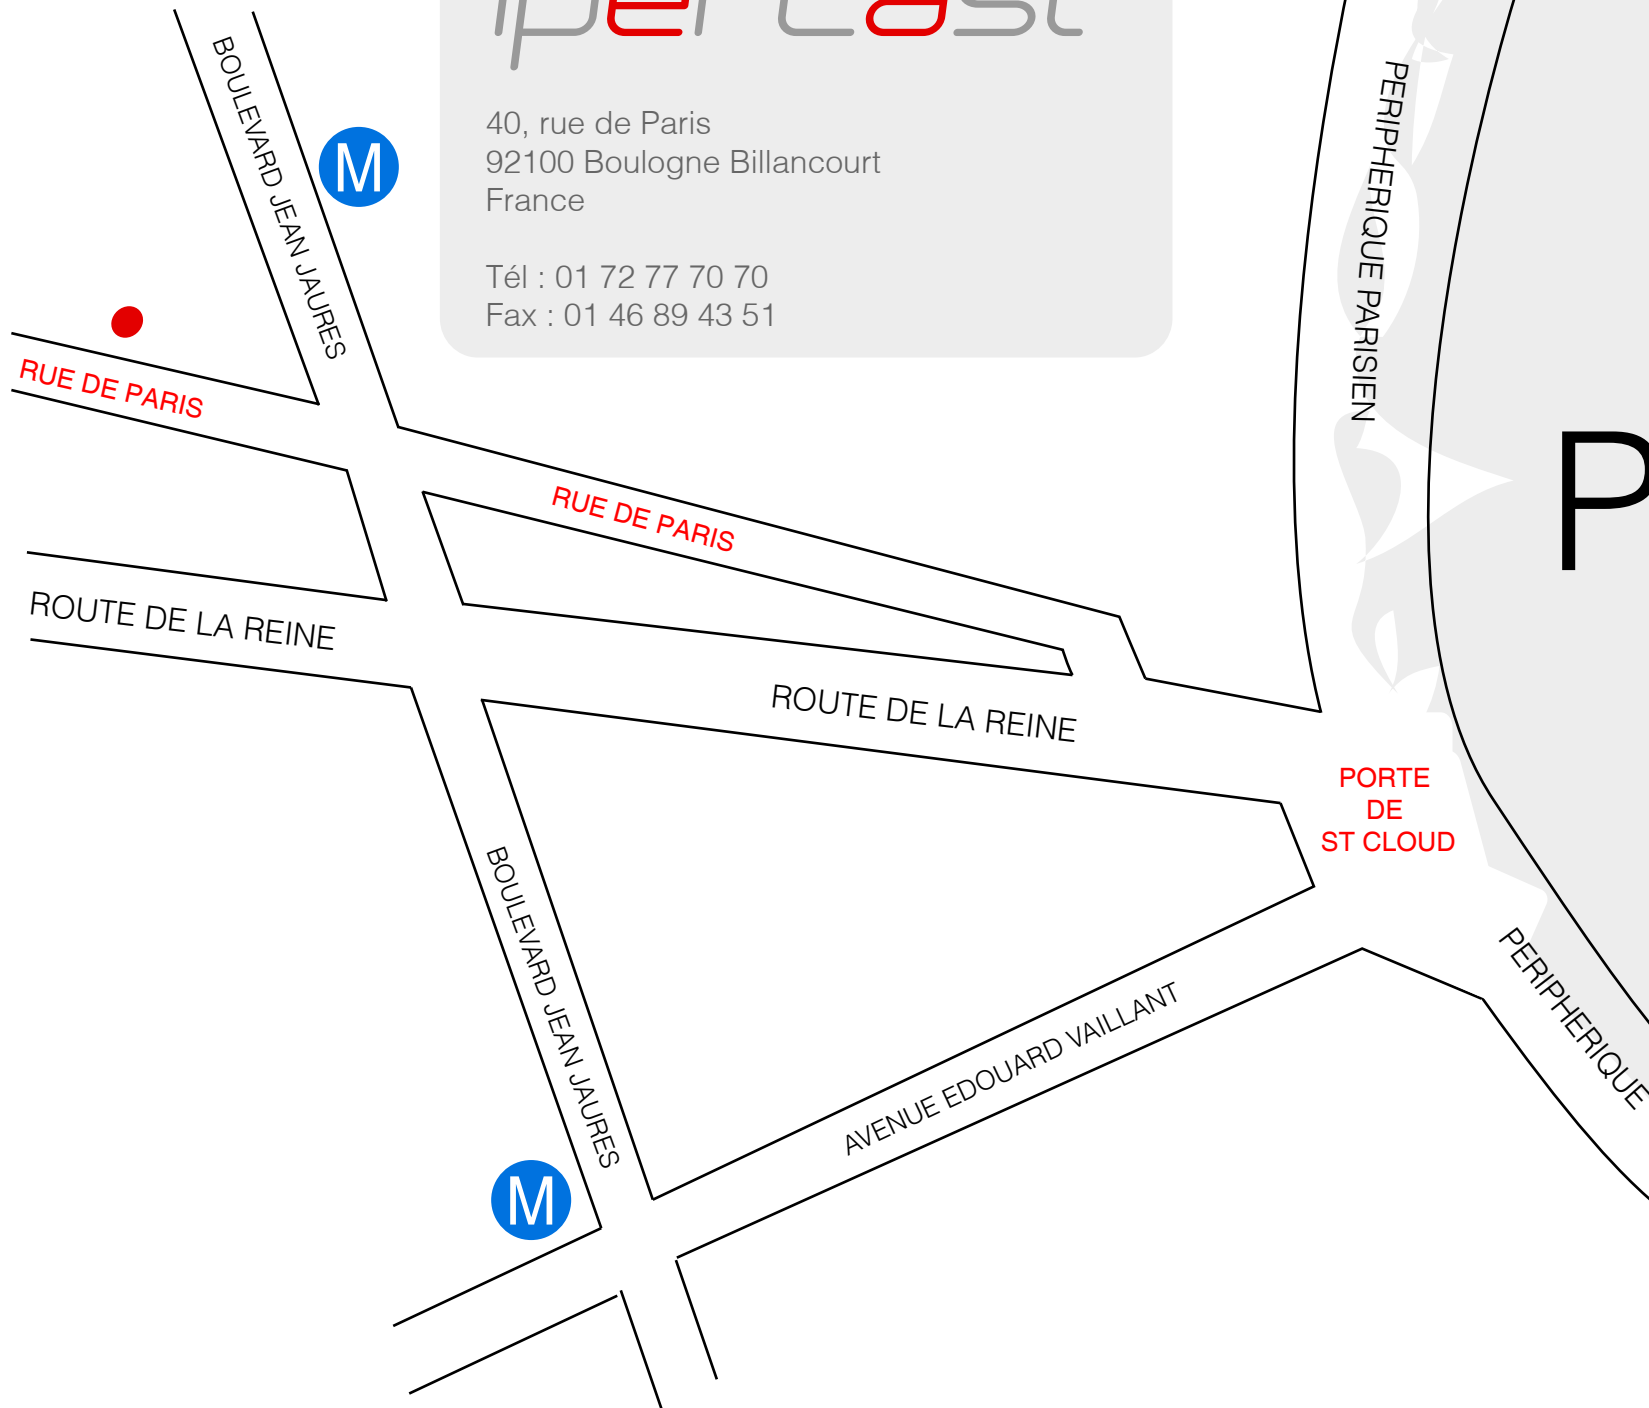 ipercast
40, rue de Paris
92100 Boulogne Billancourt
France
Tél : 01 72 77 70 70
Fax : 01 46 89 43 51
BOULEVARD JEAN JAURES
M
PERIPHERIQUE PARISIEN
RUE DE PARIS
P
RUE DE PARIS
ROUTE DE LA REINE
ROUTE DE LA REINE
PORTE
DE
ST CLOUD
BOULEVARD JEAN JAURES
PERIPHERIQUE
AVENUE EDOUARD VAILLANT
M